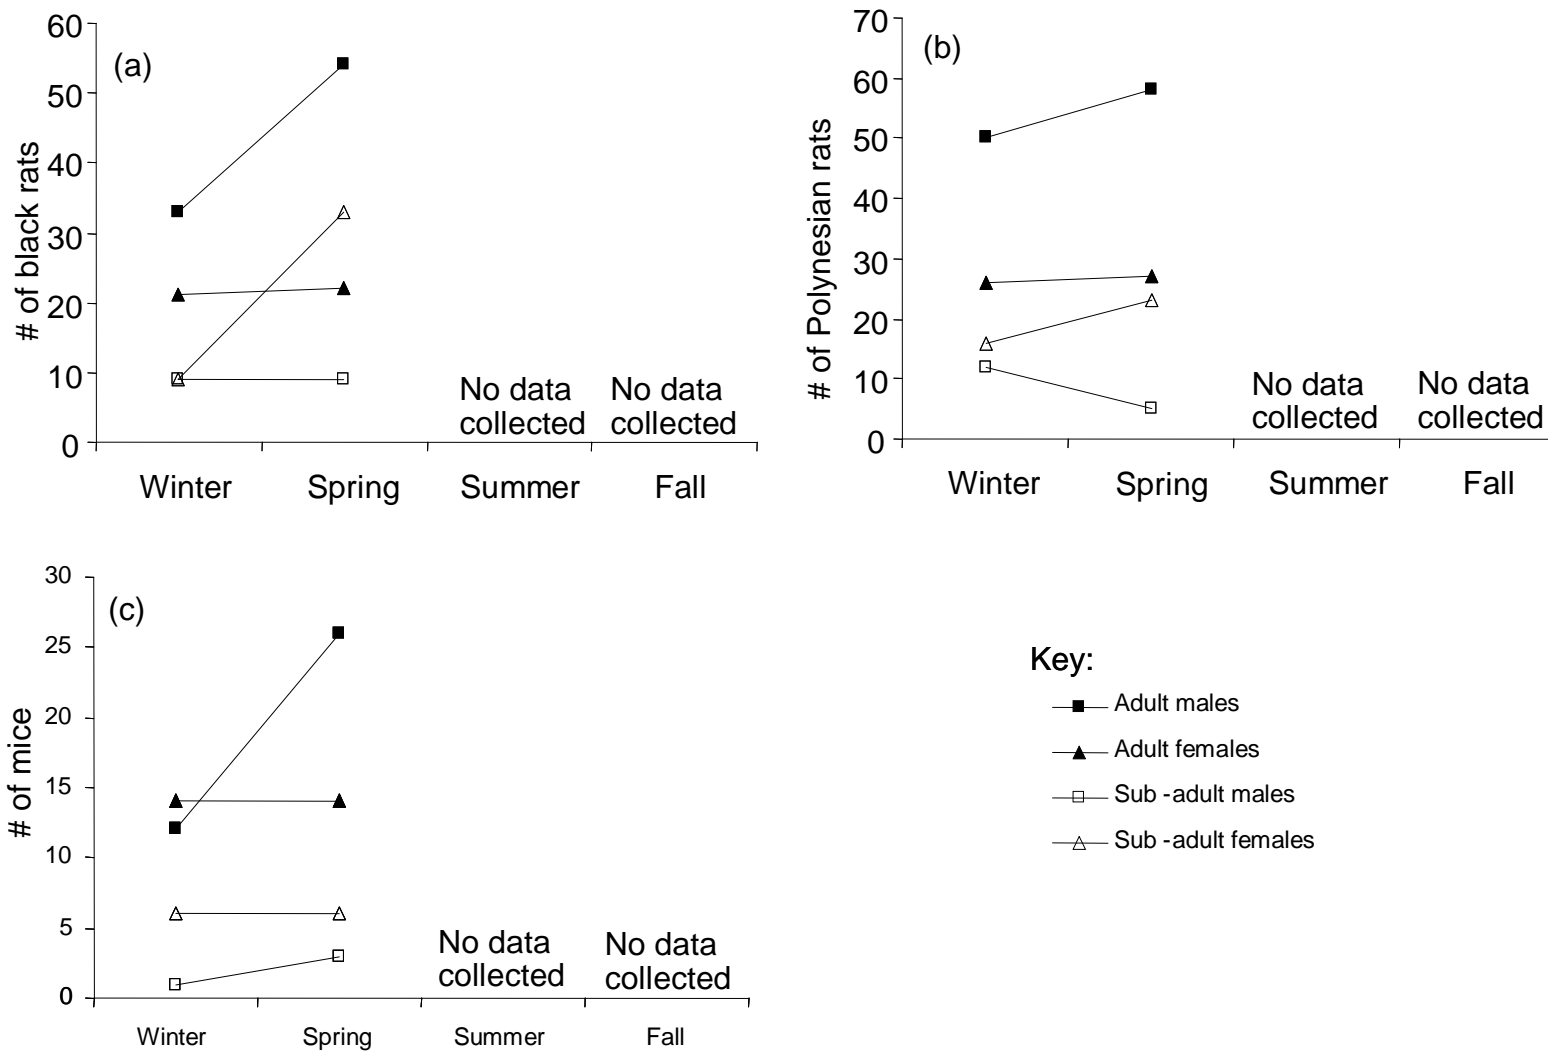 60
(a)
50
40
30
20
10
0
# of black rats
No data
collected
No data
collected
Winter
Spring
Summer
Fall
70
(b)
60
50
40
30
20
10
0
# of Polynesian rats
No data
collected
No data
collected
Winter
Spring
Summer
Fall
30
(c)
25
20
15
10
5
0
# of mice
No data
collected
No data
collected
Winter
Spring
Summer
Fall
Key:
Adult males
Adult females
Sub -adult males
Sub -adult females